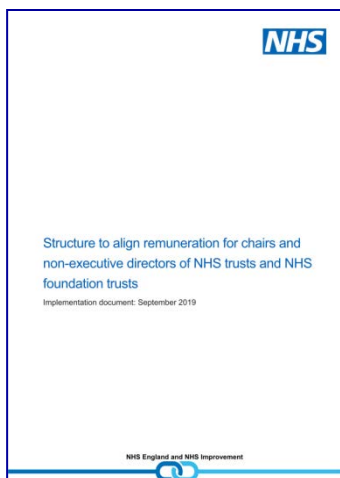 NHS
Structure to align remuneration for chairs and
non-executive directors of NHS trusts and NHS
foundation trusts
Implementation document: September 2019
NHS England and NHS Improvement